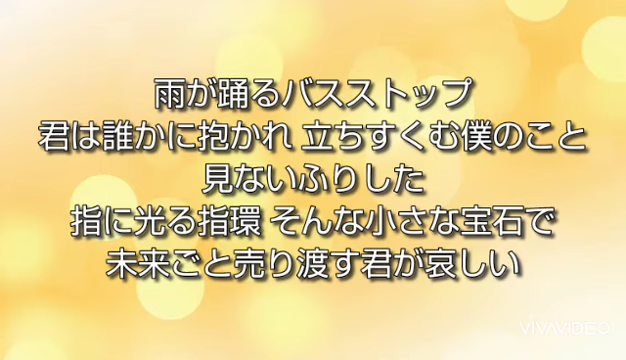 雨が踊るバスストップ
君は誰かに抱かれ 立ちすくむ僕のこと
見ないふりした
指に光る指環 そんな小さな宝石で
未来ごと売り渡す君が哀しい
VIVAVIDEO